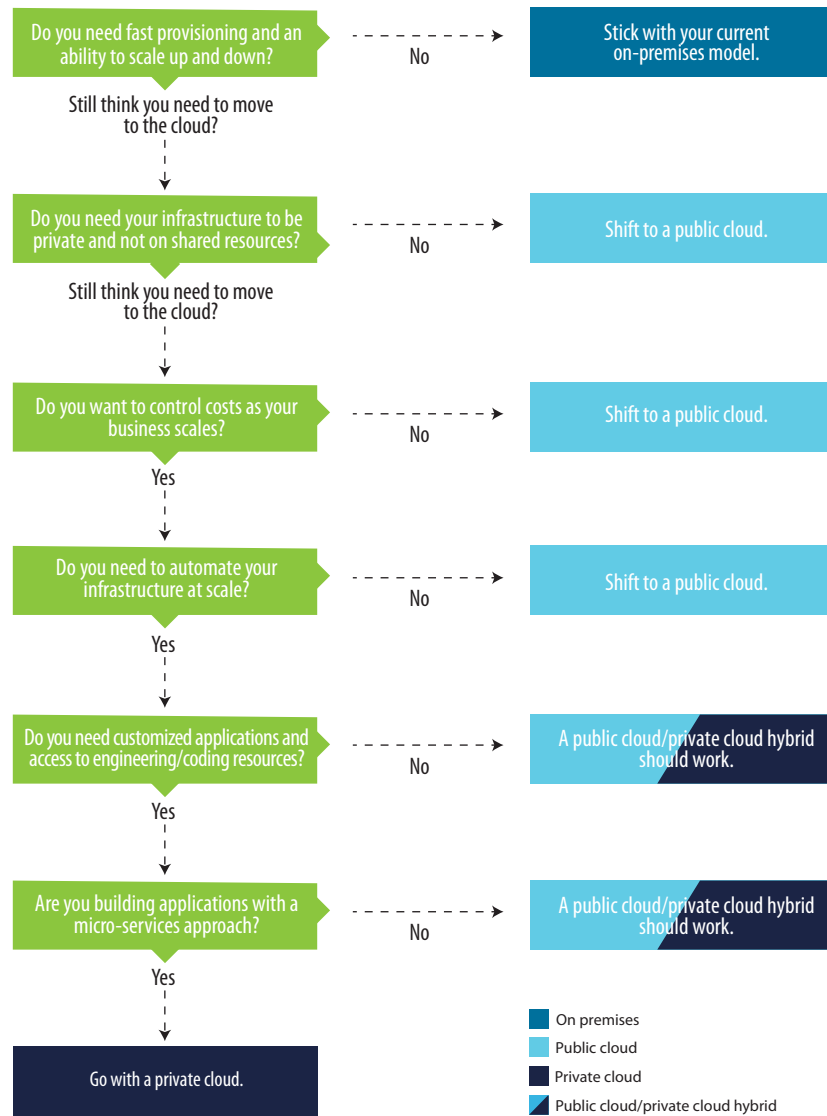 Do you need fast provisioning and an
ability to scale up and down?
No
Stick with your current
on-premises model.
Still think you need to move
to the cloud?
Do you need your infrastructure to be
private and not on shared resources?
No
Shift to a public cloud.
Still think you need to move
to the cloud?
Do you want to control costs as your
business scales?
No
Shift to a public cloud.
Yes
Do you need to automate your
infrastructure at scale?
No
Shift to a public cloud.
Yes
Do you need customized applications and
access to engineering/coding resources?
No
A public cloud/private cloud hybrid
should work.
Yes
Are you building applications with a
micro-services approach?
No
A public cloud/private cloud hybrid
should work.
Yes
Go with a private cloud.
On premises
Public cloud
Private cloud
Public cloud/private cloud hybrid